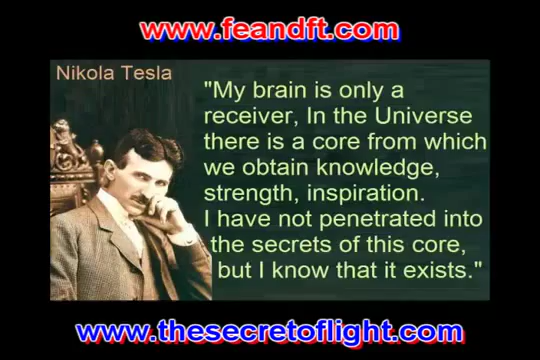 www.feandft.com
Nikola Tesla
"My brain is only a
receiver, In the Universe
there is a core from which
we obtain knowledge,
strength, inspiration.
I have not penetrated into
the secrets of this core,
but I know that it exists."
www.thesecretoflight.com